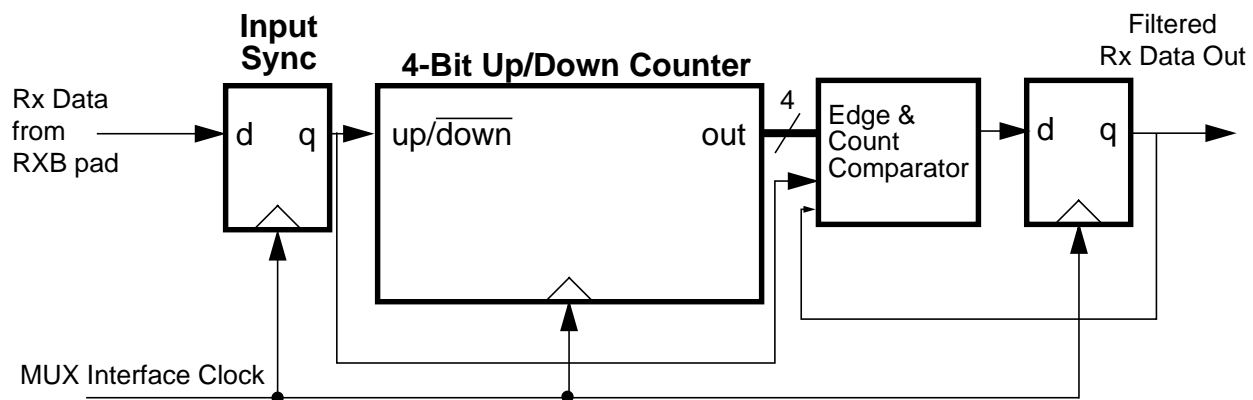 Input
Sync
4-Bit Up/Down Counter
Filtered
Rx Data Out
Rx Data
from
RXB pad
d q
up/down
out
4
Edge &
Count
Comparator
d q
MUX Interface Clock